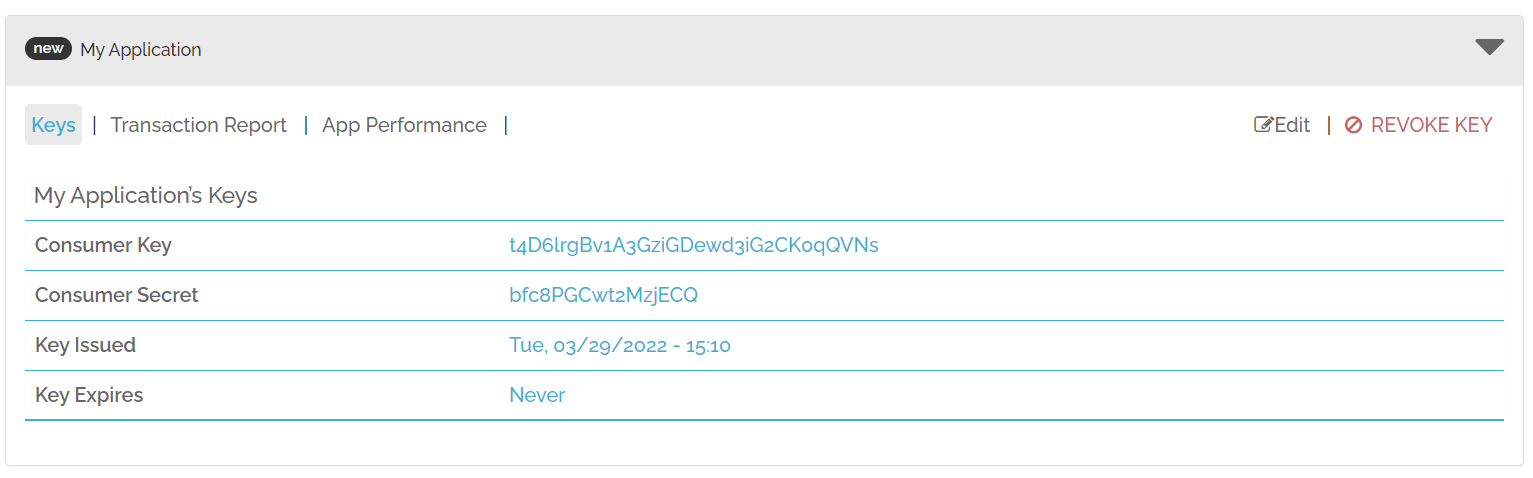 new My Application
Keys | Transaction Report | App Performance | Edit | REVOKE KEY
My Application's Keys
Consumer Key t4D6lrgBv1A3GziGDewd3iG2CKoqQVNs
Consumer Secret bfc8PGCwt2MzjECQ
Key Issued Tue, 03/29/2022 - 15:10
Key Expires Never